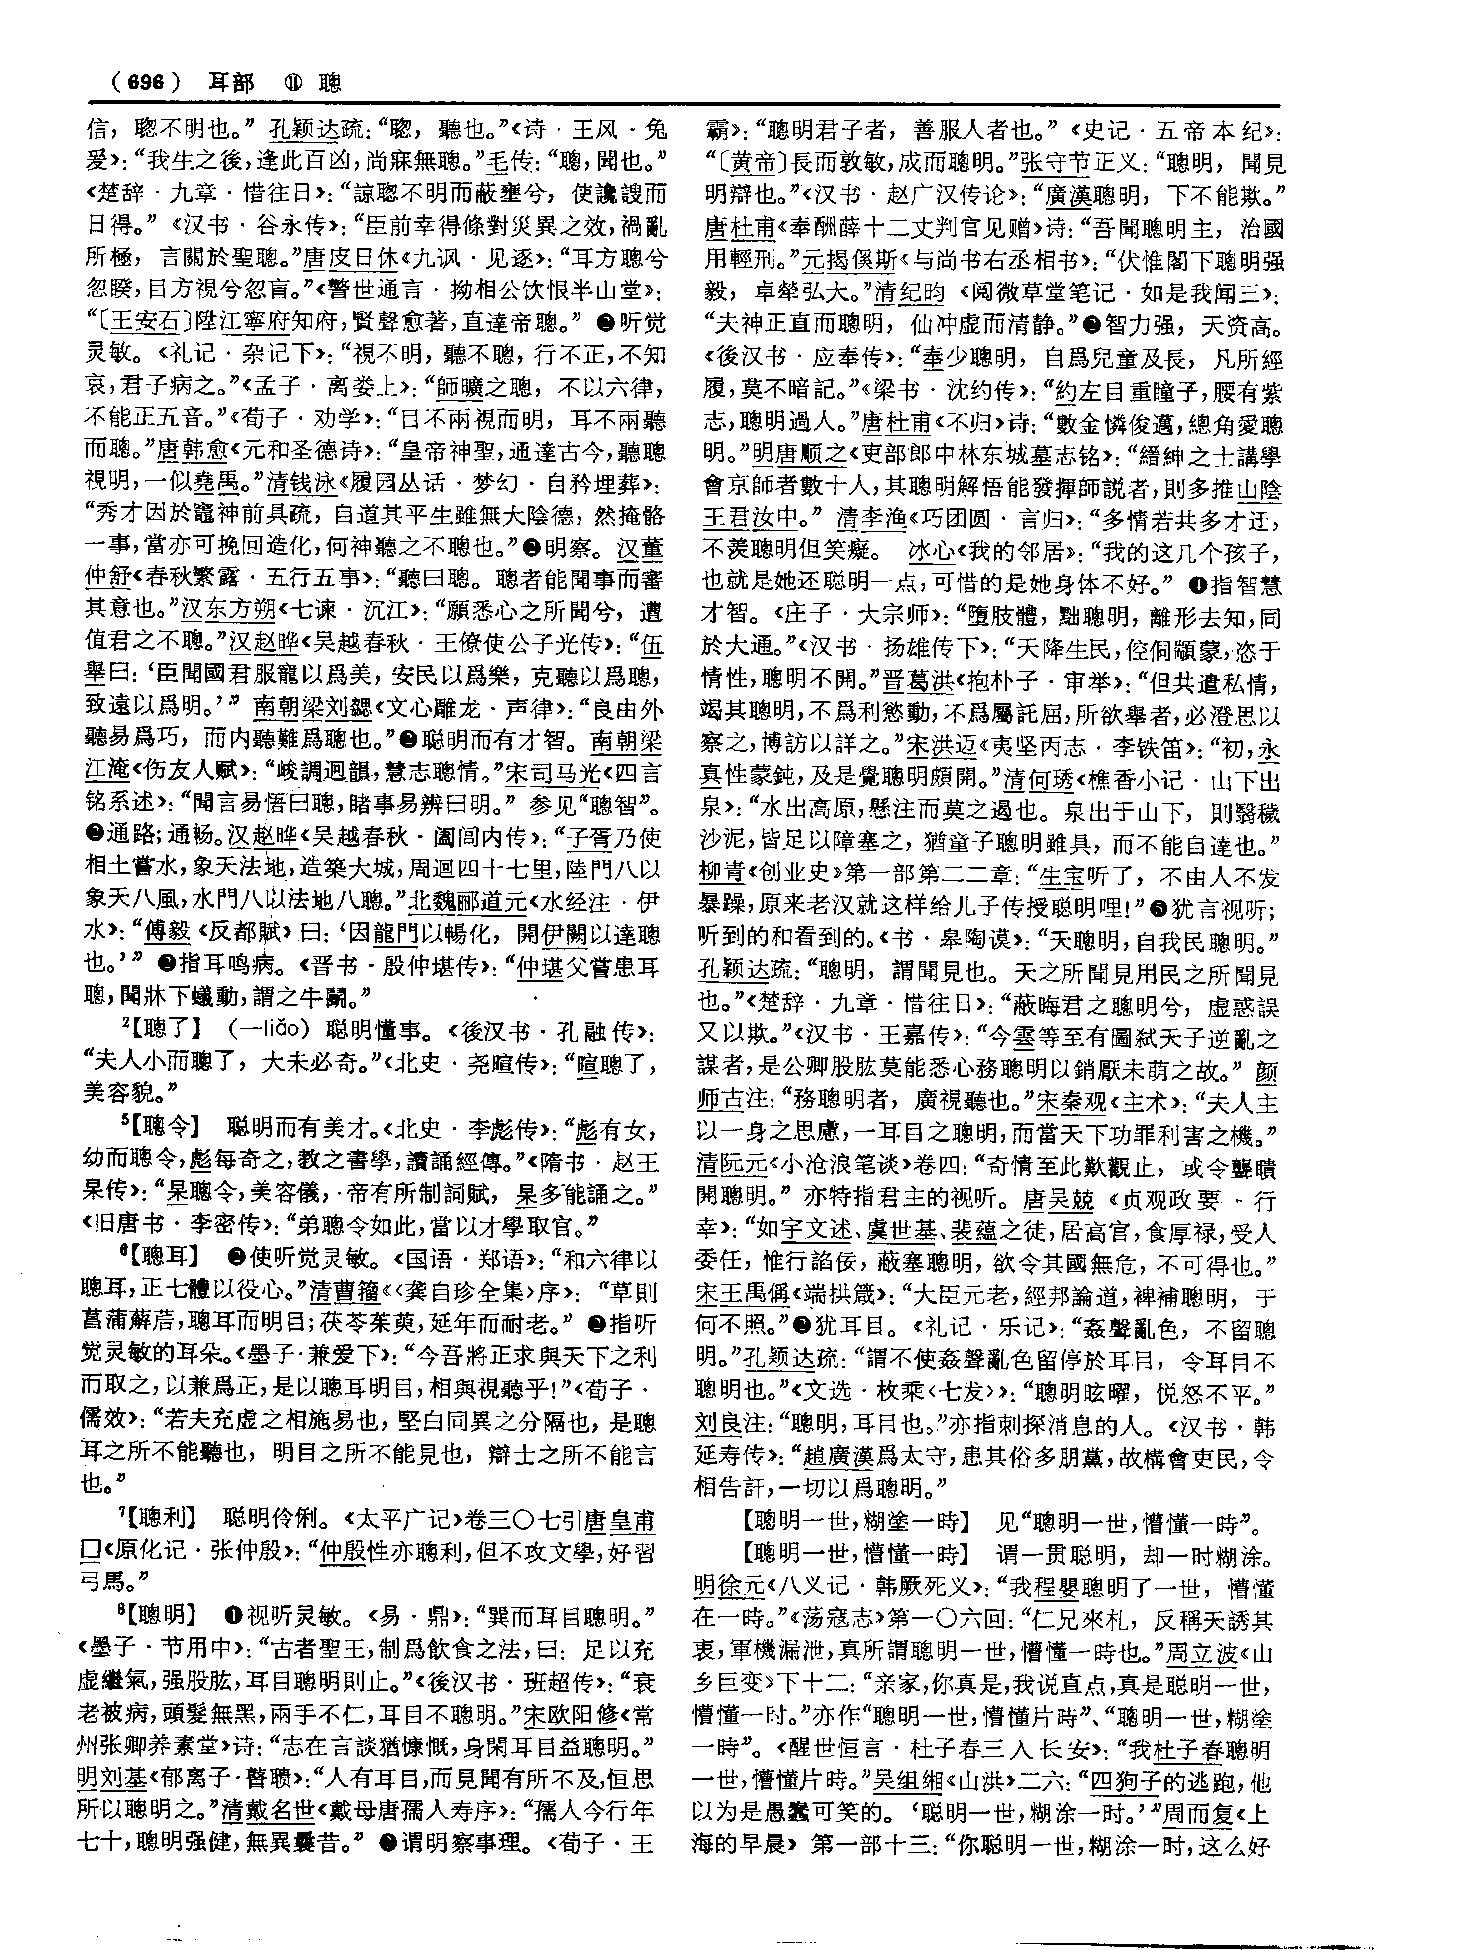 （696） 耳部 ⑪ 聰
信，聰不明也。”孔颖达疏：“聰，聽也。”《诗·王风·兔
爰》：“我生之後，逢此百凶，尚寐無聰。”毛传：“聰，聞也。”
《楚辞·九章·惜往日》：“諒聰不明而蔽壅兮，使讒諛而
日得。”《汉书·谷永传》：“臣前幸得條對災異之效，禍亂
所極，言關於聖聰。”唐皮日休《九讽·见逐》：“耳方聰兮
忽聧，目方視兮忽盲。”《警世通言·拗相公饮恨半山堂》：
“〔王安石〕陞江寧府知府，賢聲愈著，直達帝聰。” ❷听觉
灵敏。《礼记·杂记下》：“視不明，聽不聰，行不正，不知
哀，君子病之。”《孟子·离娄上》：“師曠之聰，不以六律，
不能正五音。”《荀子·劝学》：“目不兩視而明，耳不兩聽
而聰。”唐韩愈《元和圣德诗》：“皇帝神聖，通達古今，聽聰
視明，一似堯禹。”清钱泳《履园丛话·梦幻·自矜埋葬》：
“秀才因於竈神前具疏，自道其平生雖無大陰德，然掩骼
一事，當亦可挽回造化，何神聽之不聰也。”❸明察。汉董
仲舒《春秋繁露·五行五事》：“聽曰聰。聰者能聞事而審
其意也。”汉东方朔《七谏·沉江》：“願悉心之所聞兮，遭
值君之不聰。”汉赵晔《吴越春秋·王僚使公子光传》：“伍
舉曰：‘臣聞國君服寵以爲美，安民以爲樂，克聽以爲聰，
致遠以爲明。’”南朝梁刘勰《文心雕龙·声律》：“良由外
聽易爲巧，而内聽難爲聰也。”❹聪明而有才智。南朝梁
江淹《伤友人赋》：“峻調迥韻，慧志聰情。”宋司马光《四言
铭系述》：“聞言易悟曰聰，睹事易辨曰明。”参见“聰智”。
❺通路；通畅。汉赵晔《吴越春秋·阖闾内传》：“子胥乃使
相土嘗水，象天法地，造築大城，周迴四十七里，陸門八以
象天八風，水門八以法地八聰。”北魏郦道元《水经注·伊
水》：“傅毅《反都賦》曰：‘因龍門以暢化，開伊闕以達聰
也。’” ❻指耳鸣病。《晋书·殷仲堪传》：“仲堪父嘗患耳
聰，聞牀下蟻動，謂之牛鬭。”
²【聰了】（—liǎo）聪明懂事。《後汉书·孔融传》：
“夫人小而聰了，大未必奇。”《北史·尧暄传》：“暄聰了，
美容貌。”
⁵【聰令】 聪明而有美才。《北史·李彪传》：“彪有女，
幼而聰令，彪每奇之，教之書學，讀誦經傳。”《隋书·赵王
杲传》：“杲聰令，美容儀，帝有所制詞賦，杲多能誦之。”
《旧唐书·李密传》：“弟聰令如此，當以才學取官。”
⁶【聰耳】 ❶使听觉灵敏。《国语·郑语》：“和六律以
聰耳，正七體以役心。”清曹籀《〈龚自珍全集〉序》：“草則
菖蒲薢茩，聰耳而明目；茯苓茱萸，延年而耐老。” ❷指听
觉灵敏的耳朵。《墨子·兼爱下》：“今吾將正求與天下之利
而取之，以兼爲正，是以聰耳明目，相與視聽乎！”《荀子·
儒效》：“若夫充虚之相施易也，堅白同異之分隔也，是聰
耳之所不能聽也，明目之所不能見也，辯士之所不能言
也。”
⁷【聰利】 聪明伶俐。《太平广记》卷三〇七引唐皇甫
口《原化记·张仲殷》：“仲殷性亦聰利，但不攻文學，好習
弓馬。”
⁸【聰明】 ❶视听灵敏。《易·鼎》：“巽而耳目聰明。”
《墨子·节用中》：“古者聖王，制爲飲食之法，曰：足以充
虚繼氣，强股肱，耳目聰明則止。”《後汉书·班超传》：“衰
老被病，頭髮無黑，兩手不仁，耳目不聰明。”宋欧阳修《常
州张卿养素堂》诗：“志在言談猶慷慨，身閑耳目益聰明。”
明刘基《郁离子·瞽聩》：“人有耳目，而見聞有所不及，恒思
所以聰明之。”清戴名世《戴母唐孺人寿序》：“孺人今行年
七十，聰明强健，無異曩昔。” ❷谓明察事理。《荀子·王
霸》：“聰明君子者，善服人者也。”《史记·五帝本纪》：
“〔黄帝〕長而敦敏，成而聰明。”张守节正义：“聰明，聞見
明辯也。”《汉书·赵广汉传论》：“廣漢聰明，下不能欺。”
唐杜甫《奉酬薛十二丈判官见赠》诗：“吾聞聰明主，治國
用輕刑。”元揭傒斯《与尚书右丞相书》：“伏惟閣下聰明强
毅，卓犖弘大。”清纪昀《阅微草堂笔记·如是我闻三》：
“夫神正直而聰明，仙冲虚而清静。”❸智力强，天资高。
《後汉书·应奉传》：“奉少聰明，自爲兒童及長，凡所經
履，莫不暗記。”《梁书·沈约传》：“約左目重瞳子，腰有紫
志，聰明過人。”唐杜甫《不归》诗：“數金憐俊邁，總角愛聰
明。”明唐顺之《吏部郎中林东城墓志铭》：“縉紳之士講學
會京師者數十人，其聰明解悟能發揮師説者，則多推山陰
王君汝中。”清李渔《巧团圆·言归》：“多情若共多才迕，
不羡聰明但笑癡。 冰心《我的邻居》：“我的这几个孩子，
也就是她还聪明一点，可惜的是她身体不好。” ❹指智慧
才智。《庄子·大宗师》：“墮肢體，黜聰明，離形去知，同
於大通。”《汉书·扬雄传下》：“天降生民，倥侗顓蒙，恣于
情性，聰明不開。”晋葛洪《抱朴子·审举》：“但共遣私情，
竭其聰明，不爲利慾動，不爲屬託屈，所欲舉者，必澄思以
察之，博訪以詳之。”宋洪迈《夷坚丙志·李铁笛》：“初，永
真性蒙鈍，及是覺聰明頗開。”清何琇《樵香小记·山下出
泉》：“水出高原，懸注而莫之遏也。泉出于山下，則翳穢
沙泥，皆足以障塞之，猶童子聰明雖具，而不能自達也。”
柳青《创业史》第一部第二二章：“生宝听了，不由人不发
暴躁，原来老汉就这样给儿子传授聪明哩！”❺犹言视听；
听到的和看到的。《书·皋陶谟》：“天聰明，自我民聰明。”
孔颖达疏：“聰明，謂聞見也。天之所聞見用民之所聞見
也。”《楚辞·九章·惜往日》：“蔽晦君之聰明兮，虚惑誤
又以欺。”《汉书·王嘉传》：“今雲等至有圖弑天子逆亂之
謀者，是公卿股肱莫能悉心務聰明以銷厭未萌之故。”颜
师古注：“務聰明者，廣視聽也。”宋秦观《主术》：“夫人主
以一身之思慮，一耳目之聰明，而當天下功罪利害之機。”
清阮元《小沧浪笔谈》卷四：“奇情至此歎觀止，或令聾瞶
開聰明。”亦特指君主的视听。唐吴兢《贞观政要·行
幸》：“如宇文述、虞世基、裴蕴之徒，居高官，食厚禄，受人
委任，惟行諂佞，蔽塞聰明，欲令其國無危，不可得也。”
宋王禹偁《端拱箴》：“大臣元老，經邦論道，裨補聰明，于
何不照。”❻犹耳目。《礼记·乐记》：“姦聲亂色，不留聰
明。”孔颖达疏：“謂不使姦聲亂色留停於耳目，令耳目不
聰明也。”《文选·枚乘〈七发〉》：“聰明眩曜，悦怒不平。”
刘良注：“聰明，耳目也。”亦指刺探消息的人。《汉书·韩
延寿传》：“趙廣漢爲太守，患其俗多朋黨，故構會吏民，令
相告訐，一切以爲聰明。”
【聰明一世，糊塗一時】 见“聰明一世，懵懂一時”。
【聰明一世，懵懂一時】 谓一贯聪明，却一时糊涂。
明徐元《八义记·韩厥死义》：“我程嬰聰明了一世，懵懂
在一時。”《荡寇志》第一〇六回：“仁兄來札，反稱天誘其
衷，軍機漏泄，真所謂聰明一世，懵懂一時也。”周立波《山
乡巨变》下十二：“亲家，你真是，我说直点，真是聪明一世，
懵懂一时。”亦作“聰明一世，懵懂片時”、“聰明一世，糊塗
一時”。《醒世恒言·杜子春三入长安》：“我杜子春聰明
一世，懵懂片時。”吴组缃《山洪》二六：“四狗子的逃跑，他
以为是愚蠢可笑的。‘聪明一世，糊涂一时。’”周而复《上
海的早晨》第一部十三：“你聪明一世，糊涂一时，这么好